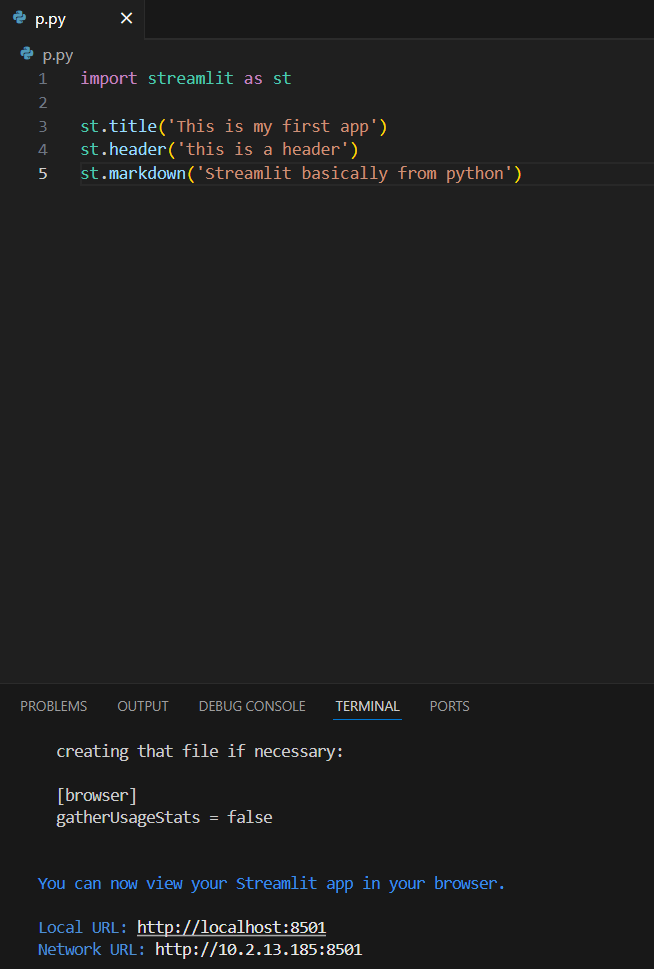 p.py
p.py
1 import streamlit as st
2
3 st.title('This is my first app')
4 st.header('this is a header')
5 st.markdown('Streamlit basically from python')
PROBLEMS OUTPUT DEBUG CONSOLE TERMINAL PORTS
creating that file if necessary:
[browser]
gatherUsageStats = false
You can now view your Streamlit app in your browser.
Local URL: http://localhost:8501
Network URL: http://10.2.13.185:8501